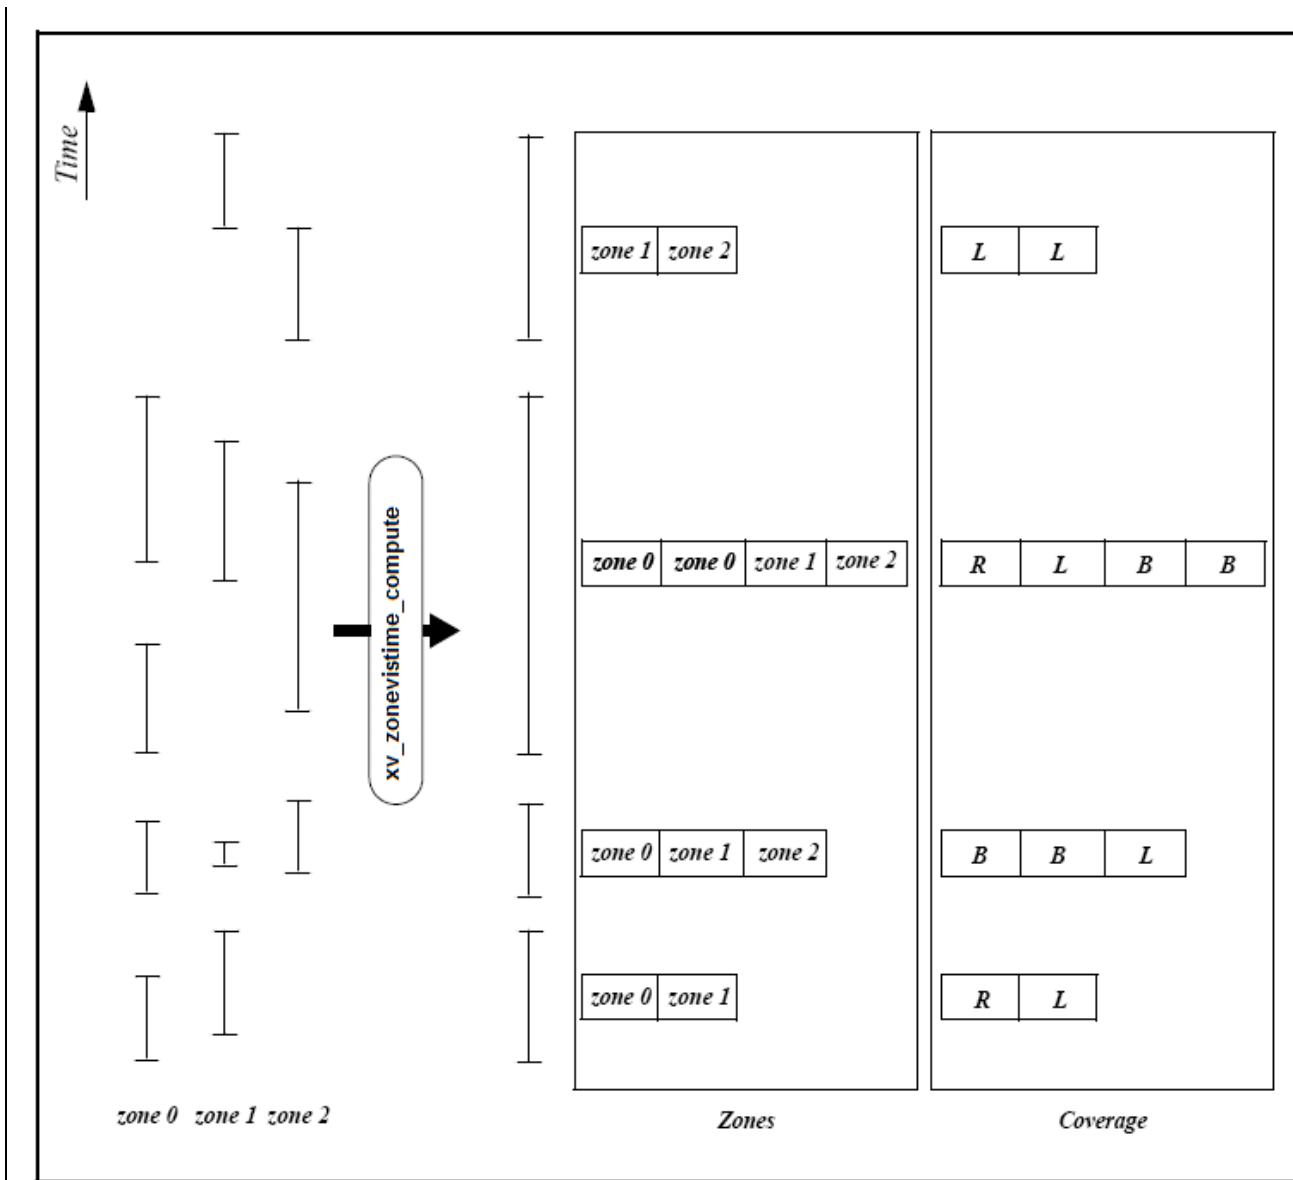 Time
zone 1 zone 2
L L
xv_zonevistime_compute
zone 0 zone 0 zone 1 zone 2
R L B B
zone 0 zone 1 zone 2
B B L
zone 0 zone 1
R L
zone 0 zone 1 zone 2
Zones
Coverage